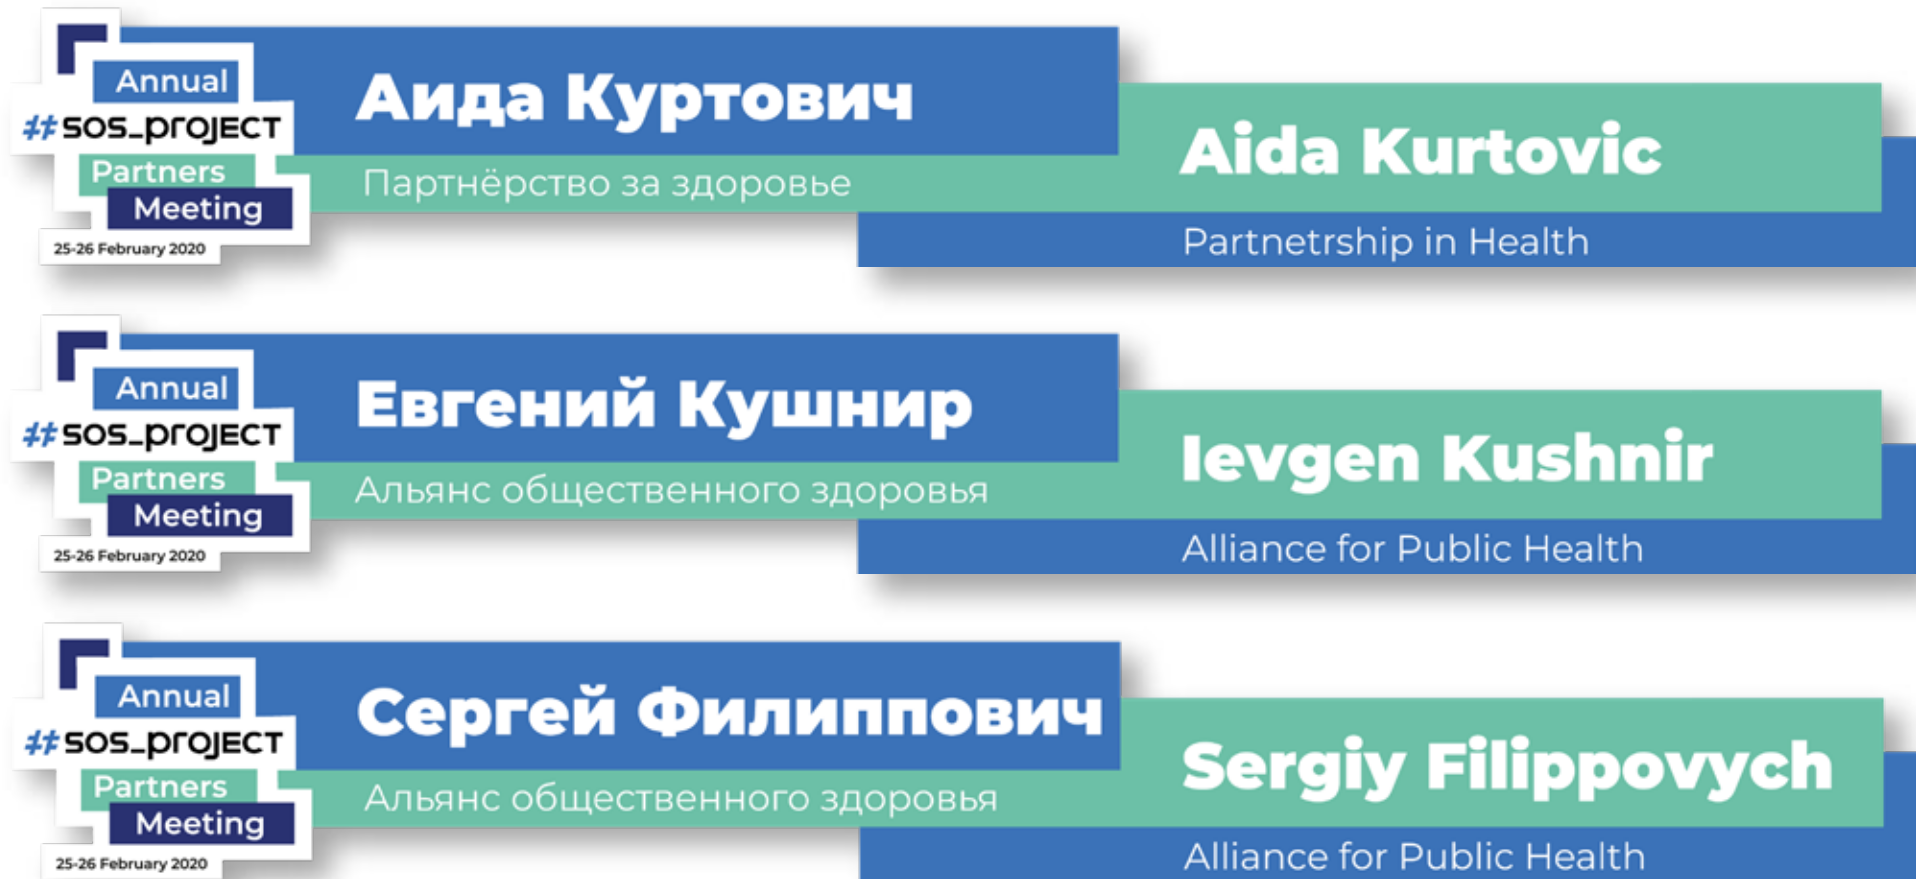 Annual
#SOS_PROJECT
Partners
Meeting
25-26 February 2020
Аида Куртович
Партнёрство за здоровье
Aida Kurtovic
Partnetrship in Health
Annual
#SOS_PROJECT
Partners
Meeting
25-26 February 2020
Евгений Кушнир
Альянс общественного здоровья
Ievgen Kushnir
Alliance for Public Health
Annual
#SOS_PROJECT
Partners
Meeting
25-26 February 2020
Сергей Филиппович
Альянс общественного здоровья
Sergiy Filippovych
Alliance for Public Health